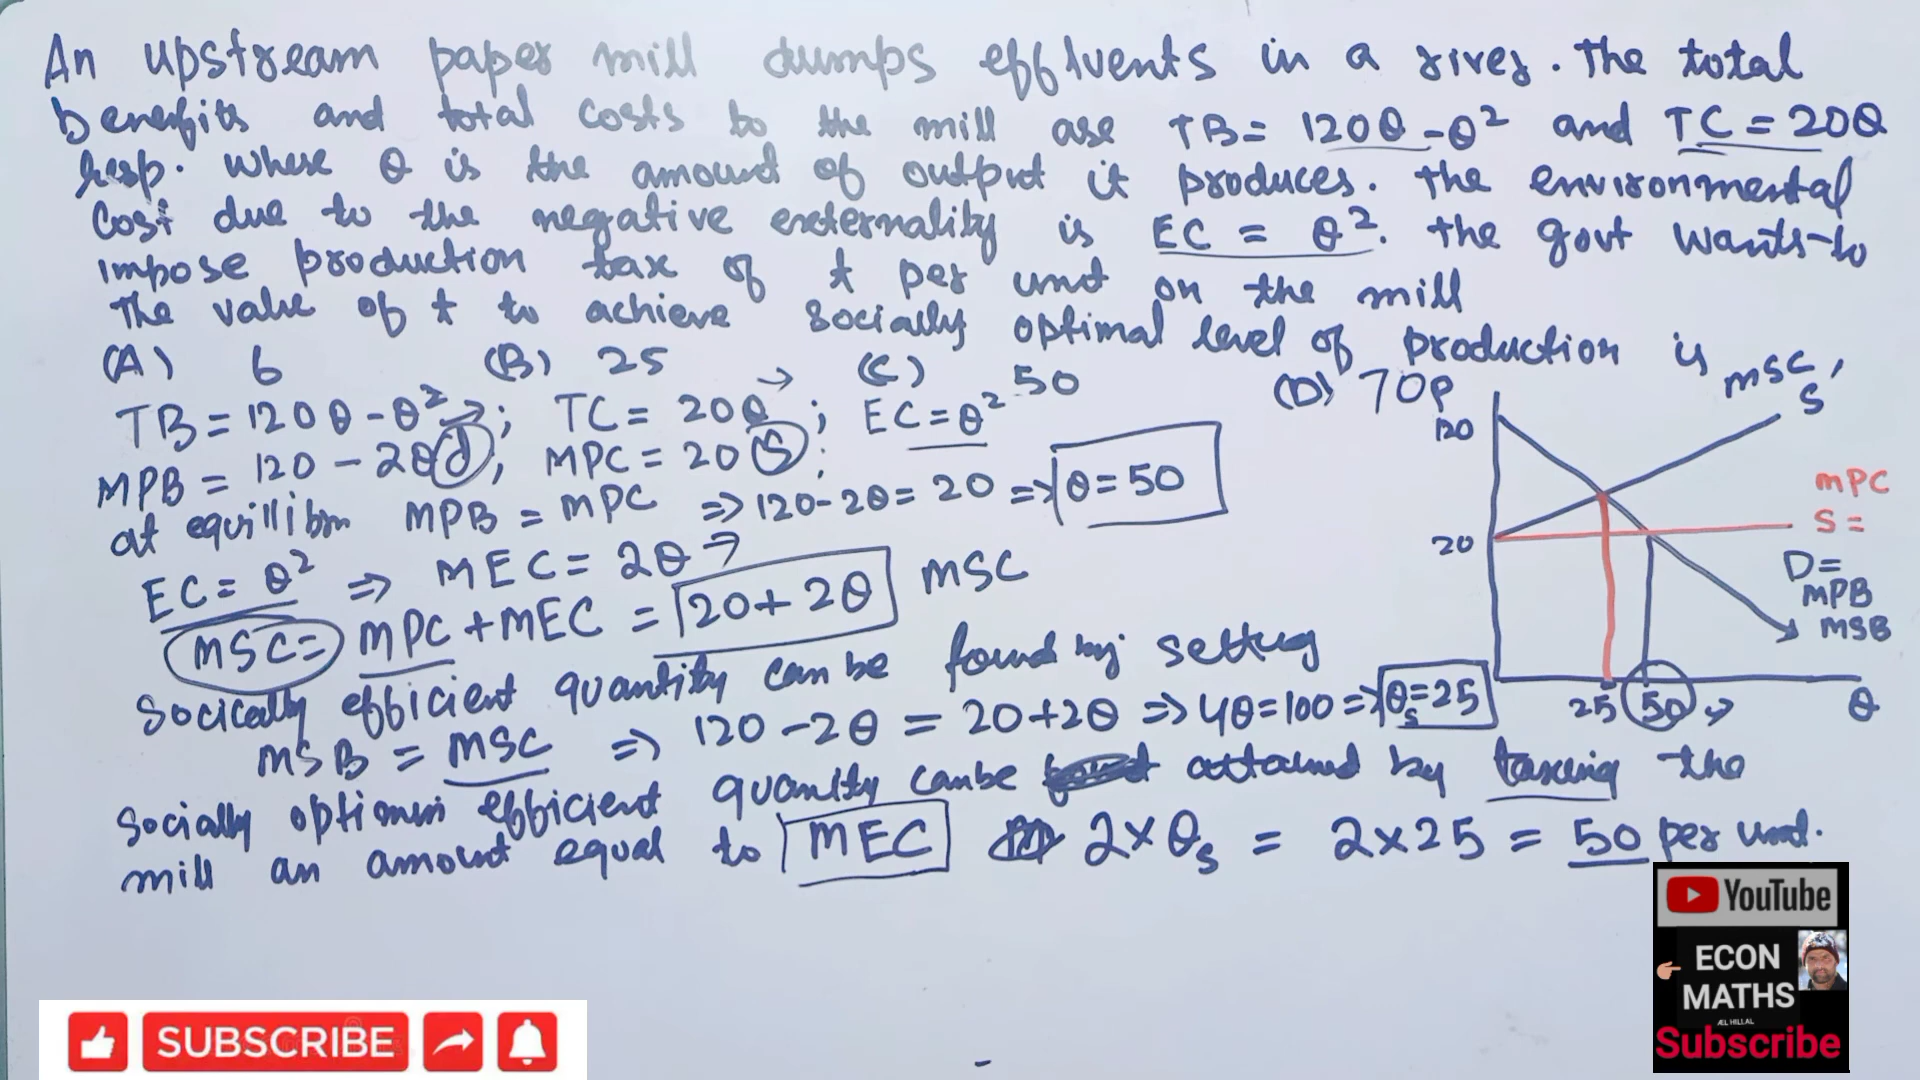 An upstream paper mill dumps effluents in a river. The total
benefits and total costs to the mill are TB = 120θ - θ² and TC = 20θ
resp. where θ is the amount of output it produces. The environmental
Cost due to the negative externality is EC = θ². The govt wants to
impose production tax of t per unit on the mill
The value of t to achieve socially optimal level of production is
(A) 6 (B) 25 (C) 50 (D) 70
TB = 120θ - θ² ; TC = 20θ ; EC = θ²
MPB = 120 - 2θ (d), MPC = 20 (S) ;
at equillibm MPB = MPC ⇒ 120-2θ = 20 ⇒ θ = 50
EC = θ² ⇒ MEC = 2θ →
MSC = MPC + MEC = 20 + 2θ MSC
Socically efficient quantity can be found by setting
MSB = MSC ⇒ 120 - 2θ = 20 + 2θ ⇒ 4θ = 100 ⇒ θs = 25
Socially optimum efficient quantity can be attained by taxing the
mill an amount equal to MEC 2 × θs = 2 × 25 = 50 per unit.
P
MSC,
S
120
MPC
S =
20
D =
MPB
MSB
25 50 → θ
YouTube
ECON
MATHS
ÆL HILLAL
Subscribe
SUBSCRIBE